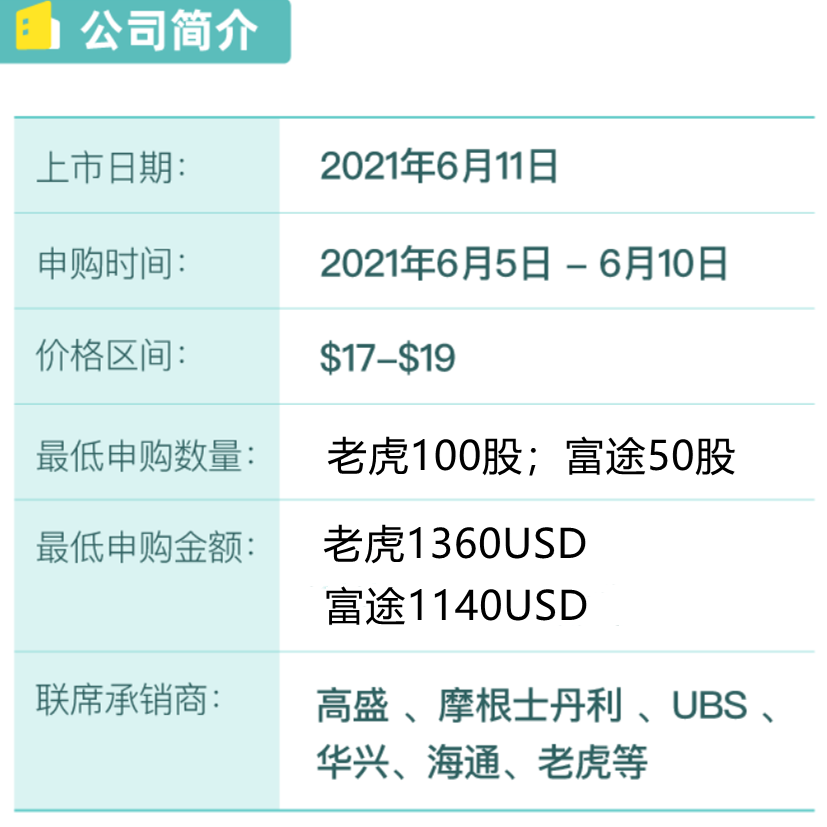 公司简介
上市日期： 2021年6月11日
申购时间： 2021年6月5日 – 6月10日
价格区间： $17–$19
最低申购数量： 老虎100股；富途50股
最低申购金额： 老虎1360USD
富途1140USD
联席承销商： 高盛 、摩根士丹利 、UBS 、
华兴、海通、老虎等